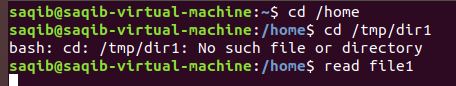 saqib@saqib-virtual-machine:~$ cd /home
saqib@saqib-virtual-machine:/home$ cd /tmp/dir1
bash: cd: /tmp/dir1: No such file or directory
saqib@saqib-virtual-machine:/home$ read file1